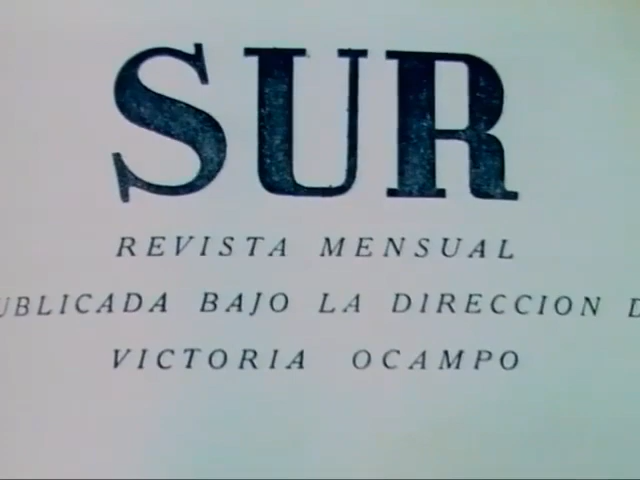 SUR
REVISTA MENSUAL
UBLICADA BAJO LA DIRECCION D
VICTORIA OCAMPO